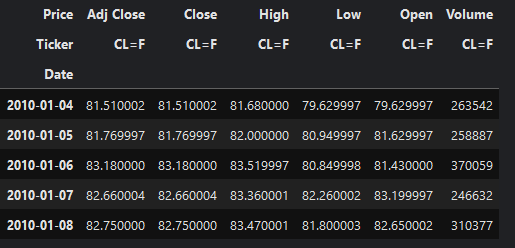 Price Adj Close Close High Low Open Volume
Ticker CL=F CL=F CL=F CL=F CL=F CL=F
Date
2010-01-04 81.510002 81.510002 81.680000 79.629997 79.629997 263542
2010-01-05 81.769997 81.769997 82.000000 80.949997 81.629997 258887
2010-01-06 83.180000 83.180000 83.519997 80.849998 81.430000 370059
2010-01-07 82.660004 82.660004 83.360001 82.260002 83.199997 246632
2010-01-08 82.750000 82.750000 83.470001 81.800003 82.650002 310377